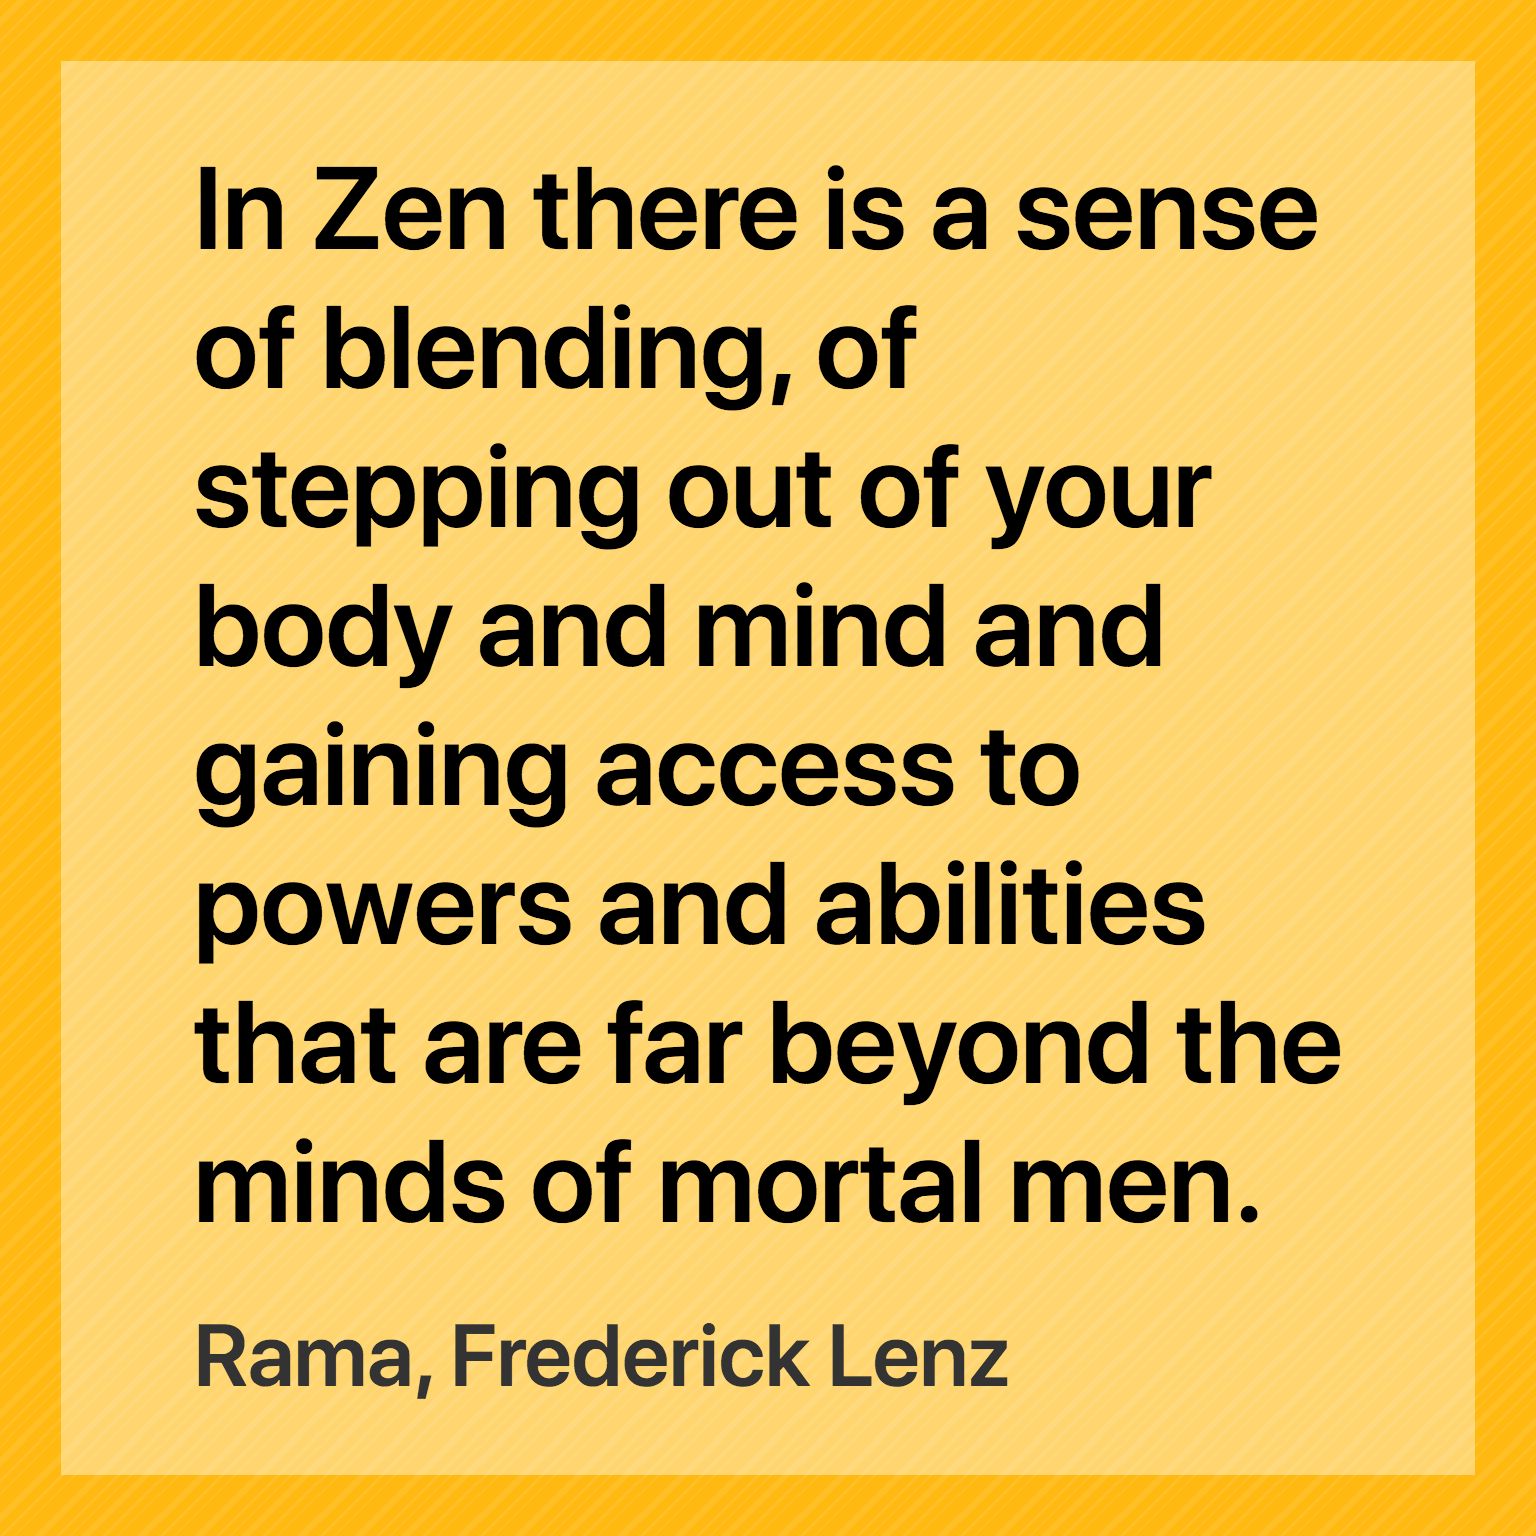 In Zen there is a sense
of blending, of
stepping out of your
body and mind and
gaining access to
powers and abilities
that are far beyond the
minds of mortal men.
Rama, Frederick Lenz